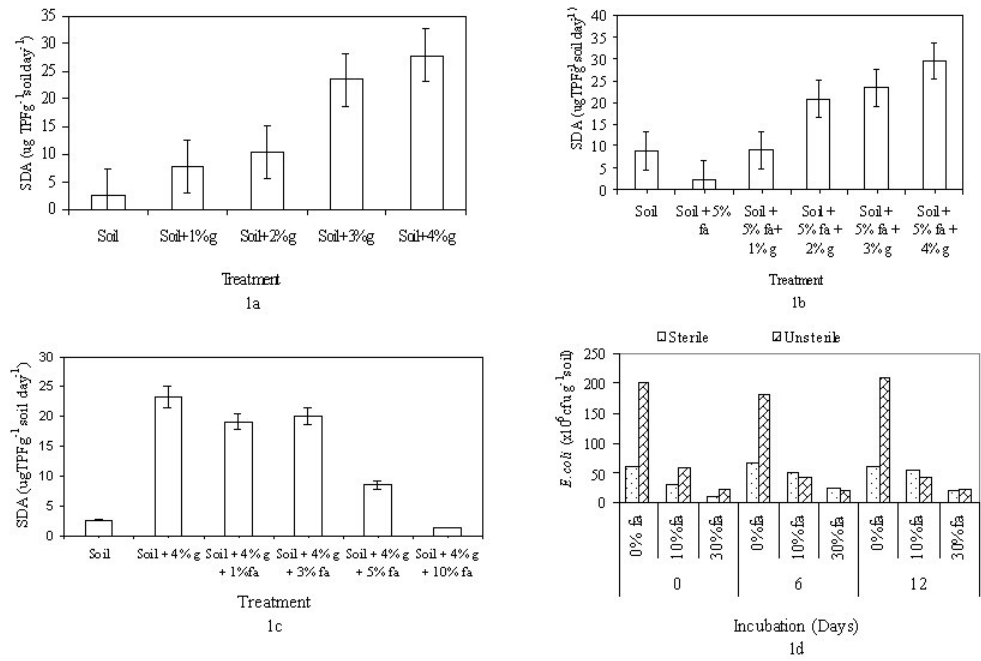 SDA (ug TPFg-1soil day-1)
35
30
25
20
15
10
5
0
Soil Soil+1%g Soil+2%g Soil+3%g Soil+4%g
Treatment
1a
SDA (ug TPFg-1soil day-1)
40
35
30
25
20
15
10
5
0
Soil Soil + 5% fa Soil + 5% fa + 1% g Soil + 5% fa + 2% g Soil + 5% fa + 3% g Soil + 5% fa + 4% g
Treatment
1b
SDA (ugTPFg-1soil day-1)
30
25
20
15
10
5
0
Soil Soil + 4% g Soil + 4% g + 1%fa Soil + 4% g + 3% fa Soil + 4% g + 5% fa Soil + 4% g + 10% fa
Treatment
1c
Sterile Unsterile
E.coli (x10⁶cfu g-1soil)
250
200
150
100
50
0
0% fa 10%fa 30%fa 0%fa 10%fa 30%fa 0%fa 10%fa 30%fa
0 6 12
Incubation (Days)
1d